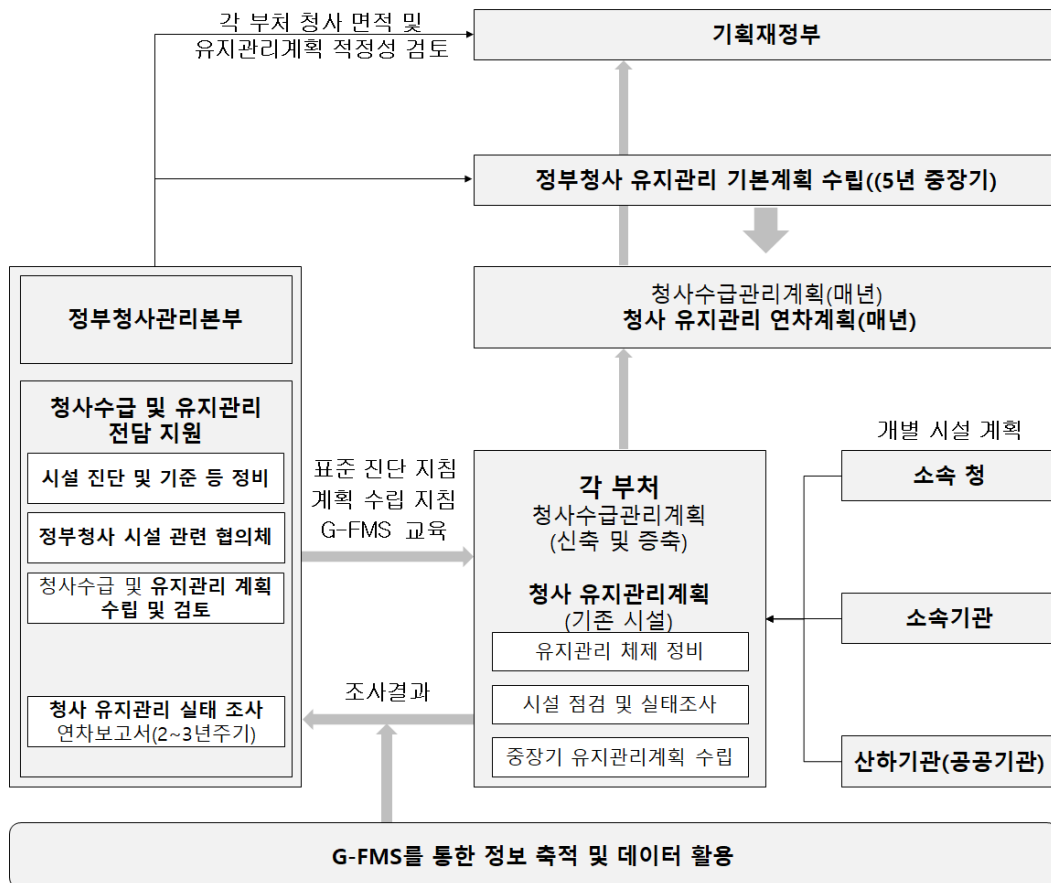 각 부처 청사 면적 및
유지관리계획 적정성 검토
기획재정부
정부청사 유지관리 기본계획 수립((5년 중장기)
청사수급관리계획(매년)
청사 유지관리 연차계획(매년)
정부청사관리본부
청사수급 및 유지관리
전담 지원
시설 진단 및 기준 등 정비
정부청사 시설 관련 협의체
청사수급 및 유지관리 계획
수립 및 검토
청사 유지관리 실태 조사
연차보고서(2~3년주기)
표준 진단 지침
계획 수립 지침
G-FMS 교육
조사결과
각 부처
청사수급관리계획
(신축 및 증축)
청사 유지관리계획
(기존 시설)
유지관리 체제 정비
시설 점검 및 실태조사
중장기 유지관리계획 수립
개별 시설 계획
소속 청
소속기관
산하기관(공공기관)
G-FMS를 통한 정보 축적 및 데이터 활용